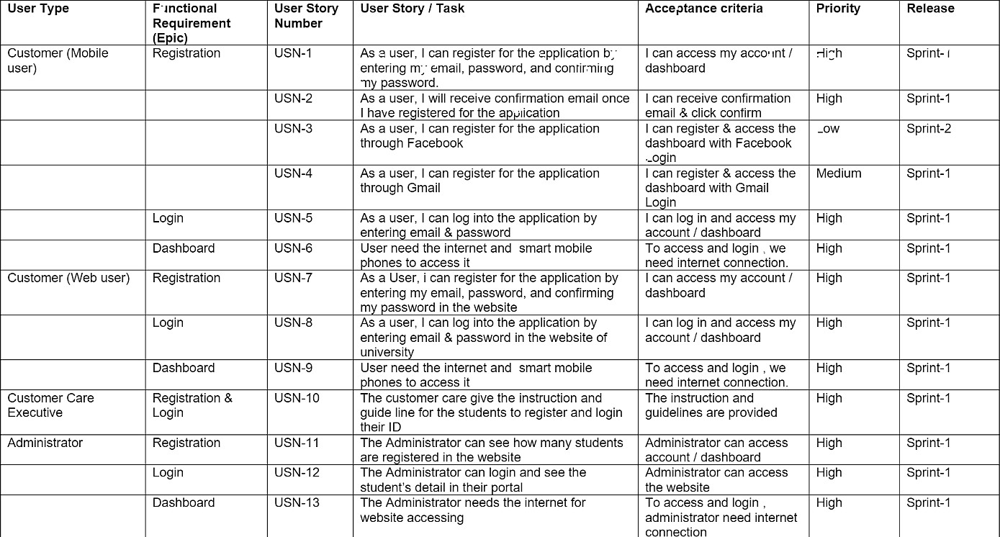 User Type Functional Requirement (Epic) User Story Number User Story / Task Acceptance criteria Priority Release
Customer (Mobile user) Registration USN-1 As a user, I can register for the application by entering my email, password, and confirming my password. I can access my account / dashboard High Sprint-1
USN-2 As a user, I will receive confirmation email once I have registered for the application I can receive confirmation email & click confirm High Sprint-1
USN-3 As a user, I can register for the application through Facebook I can register & access the dashboard with Facebook Login Low Sprint-2
USN-4 As a user, I can register for the application through Gmail I can register & access the dashboard with Gmail Login Medium Sprint-1
Login USN-5 As a user, I can log into the application by entering email & password I can log in and access my account / dashboard High Sprint-1
Dashboard USN-6 User need the internet and smart mobile phones to access it To access and login , we need internet connection. High Sprint-1
Customer (Web user) Registration USN-7 As a User, i can register for the application by entering my email, password, and confirming my password in the website I can access my account / dashboard High Sprint-1
Login USN-8 As a user, I can log into the application by entering email & password in the website of university I can log in and access my account / dashboard High Sprint-1
Dashboard USN-9 User need the internet and smart mobile phones to access it To access and login , we need internet connection. High Sprint-1
Customer Care Executive Registration & Login USN-10 The customer care give the instruction and guide line for the students to register and login their ID The instruction and guidelines are provided High Sprint-1
Administrator Registration USN-11 The Administrator can see how many students are registered in the website Administrator can access account / dashboard High Sprint-1
Login USN-12 The Administrator can login and see the student's detail in their portal Administrator can access the website High Sprint-1
Dashboard USN-13 The Administrator needs the internet for website accessing To access and login , administrator need internet connection High Sprint-1